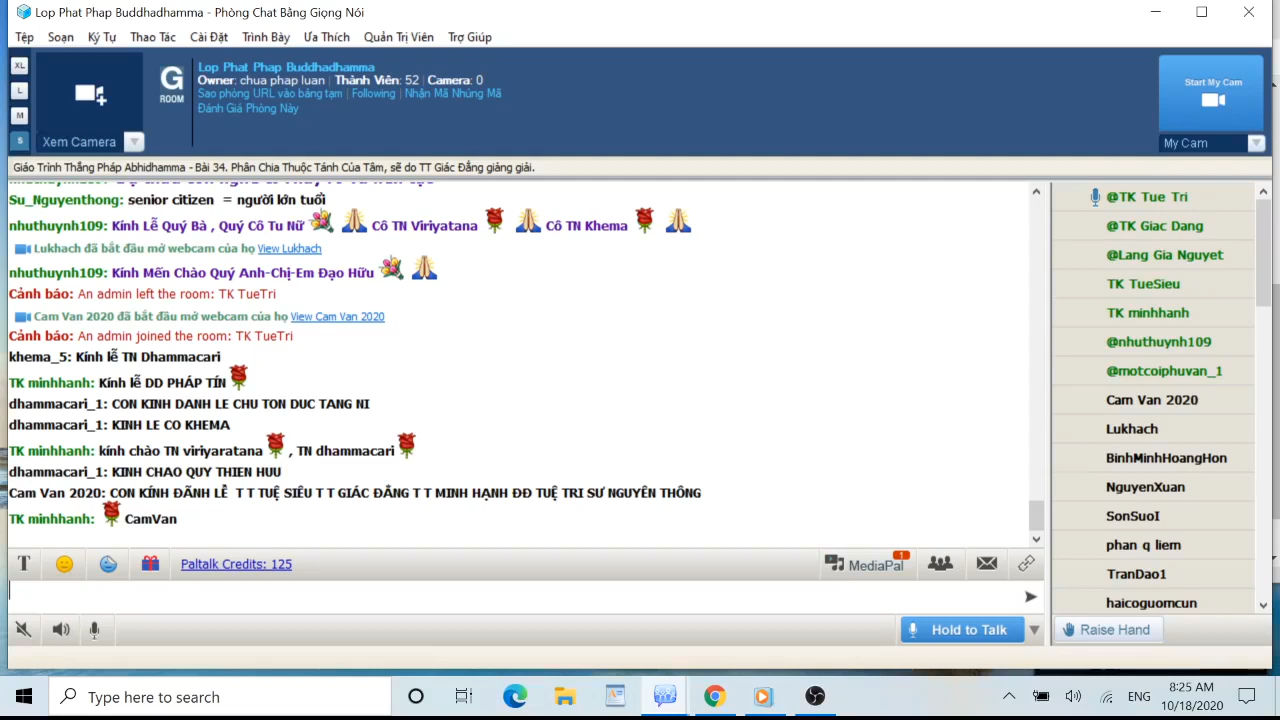 Lop Phat Phap Buddhadhamma - Phòng Chat Bằng Giọng Nói
Tệp Soạn Ký Tự Thao Tác Cài Đặt Trình Bày Ưa Thích Quản Trị Viên Trợ Giúp
XL
L
M
S
Xem Camera
G
ROOM
Lop Phat Phap Buddhadhamma
Owner: chua phap luan | Thành Viên: 52 | Camera: 0
Sao phòng URL vào bảng tạm | Following | Nhận Mã Nhúng Mã
Đánh Giá Phòng Này
Start My Cam
My Cam
Giáo Trình Thắng Pháp Abhidhamma - Bài 34. Phân Chia Thuộc Tánh Của Tâm, sẽ do TT Giác Đẳng giảng giải.
Su_Nguyenthong: senior citizen = người lớn tuổi
nhuthuynh109: Kính Lễ Quý Bà , Quý Cô Tu Nữ Cô TN Viriyatana Cô TN Khema
Lukhach đã bắt đầu mở webcam của họ View Lukhach
nhuthuynh109: Kính Mến Chào Quý Anh-Chị-Em Đạo Hữu
Cảnh báo: An admin left the room: TK TueTri
Cam Van 2020 đã bắt đầu mở webcam của họ View Cam Van 2020
Cảnh báo: An admin joined the room: TK TueTri
khema_5: Kính lễ TN Dhammacari
TK minhhanh: Kính lễ DD PHÁP TÍN
dhammacari_1: CON KINH DANH LE CHU TON DUC TANG NI
dhammacari_1: KINH LE CO KHEMA
TK minhhanh: kính chào TN viriyaratana , TN dhammacari
dhammacari_1: KINH CHAO QUY THIEN HUU
Cam Van 2020: CON KÍNH ĐÃNH LỄ T T TUỆ SIÊU T T GIÁC ĐẲNG T T MINH HẠNH ĐĐ TUỆ TRI SƯ NGUYÊN THÔNG
TK minhhanh: CamVan
@TK Tue Tri
@TK Giac Dang
@Lang Gia Nguyet
TK TueSieu
TK minhhanh
@nhuthuynh109
@motcoiphuvan_1
Cam Van 2020
Lukhach
BinhMinhHoangHon
NguyenXuan
SonSuoI
phan q liem
TranDao1
haicoguomcun
T
Paltalk Credits: 125
MediaPal
1
Hold to Talk
Raise Hand
Type here to search
ENG
8:25 AM
10/18/2020